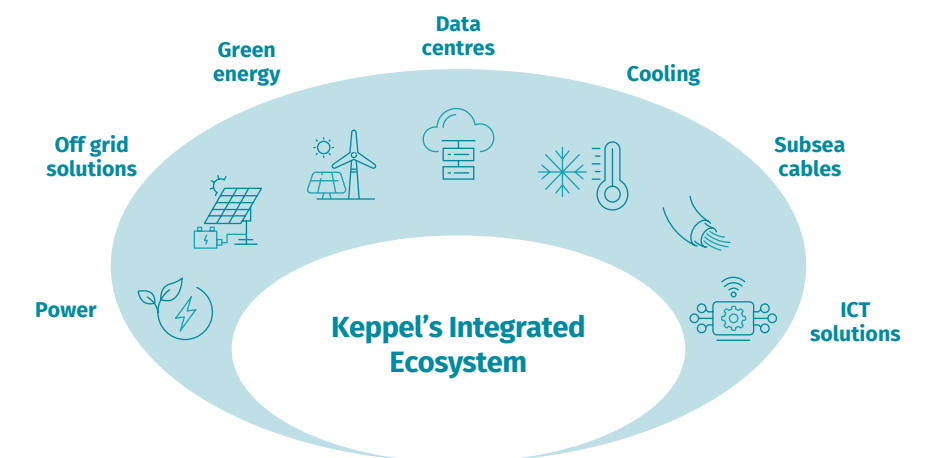 Data
centres
Green
energy
Cooling
Off grid
solutions
Subsea
cables
Power
Keppel's Integrated
Ecosystem
ICT
solutions